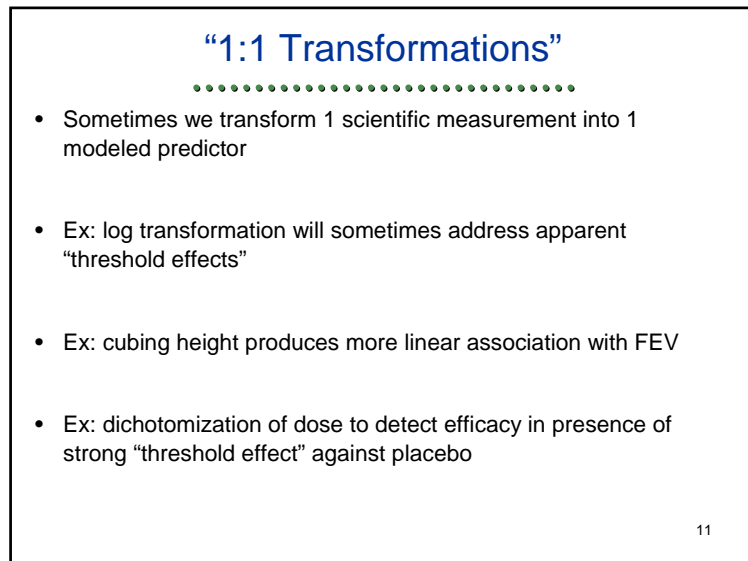 “1:1 Transformations”
• Sometimes we transform 1 scientific measurement into 1
modeled predictor
• Ex: log transformation will sometimes address apparent
“threshold effects”
• Ex: cubing height produces more linear association with FEV
• Ex: dichotomization of dose to detect efficacy in presence of
strong “threshold effect” against placebo
11